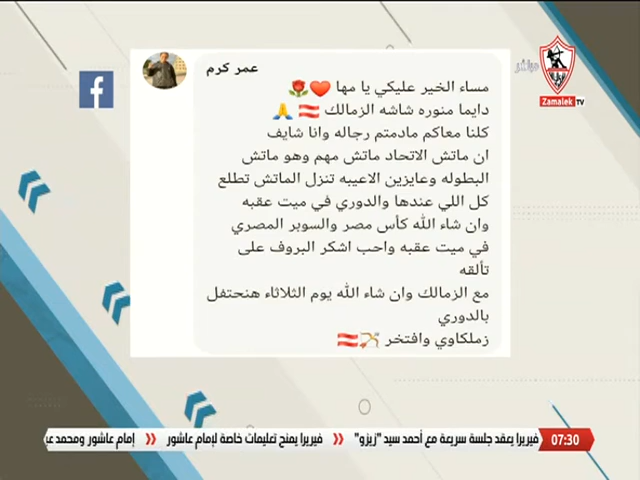 مباشر
Zamalek TV
عمر كرم
مساء الخير عليكي يا مها ❤️🌹
دايما منوره شاشه الزمالك 🇦🇹 🙏
كلنا معاكم مادمتم رجاله وانا شايف
ان ماتش الاتحاد ماتش مهم وهو ماتش
البطوله وعايزين الاعيبه تنزل الماتش تطلع
كل اللي عندها والدوري في ميت عقبه
وان شاء الله كأس مصر والسوبر المصري
في ميت عقبه واحب اشكر البروف على
تألقه
مع الزمالك وان شاء الله يوم الثلاثاء هنحتفل
بالدوري
زملكاوي وافتخر 🏹🇦🇹
07:30 فيريرا يعقد جلسة سريعة مع أحمد سيد "زيزو" » فيريرا يمنح تعليمات خاصة لإمام عاشور » إمام عاشور ومحمد